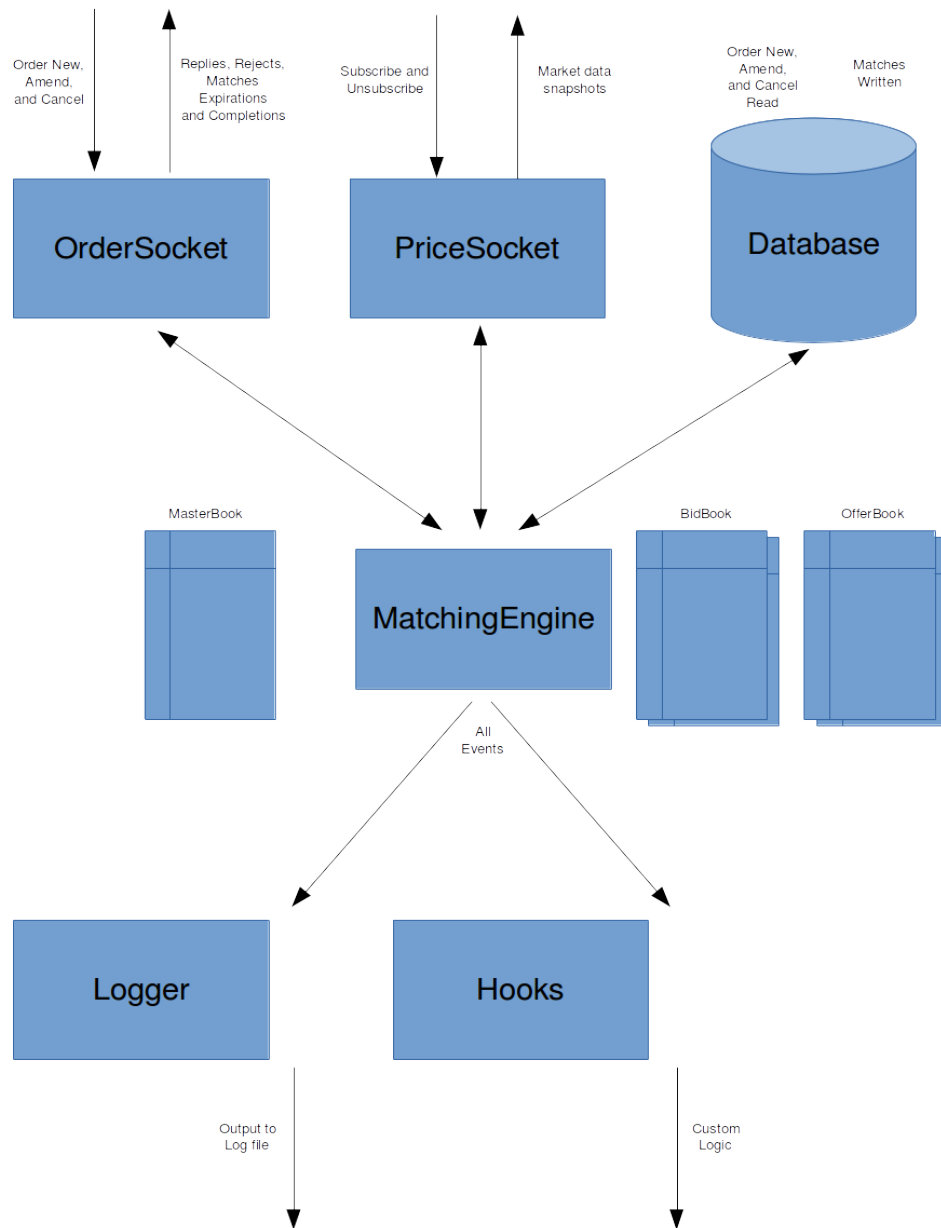 Order New,
Amend,
and Cancel
Replies, Rejects,
Matches
Expirations
and Completions
Subscribe and
Unsubscribe
Market data
snapshots
Order New,
Amend,
and Cancel
Read
Matches
Written
OrderSocket
PriceSocket
Database
MasterBook
BidBook
OfferBook
MatchingEngine
All
Events
Logger
Hooks
Output to
Log file
Custom
Logic